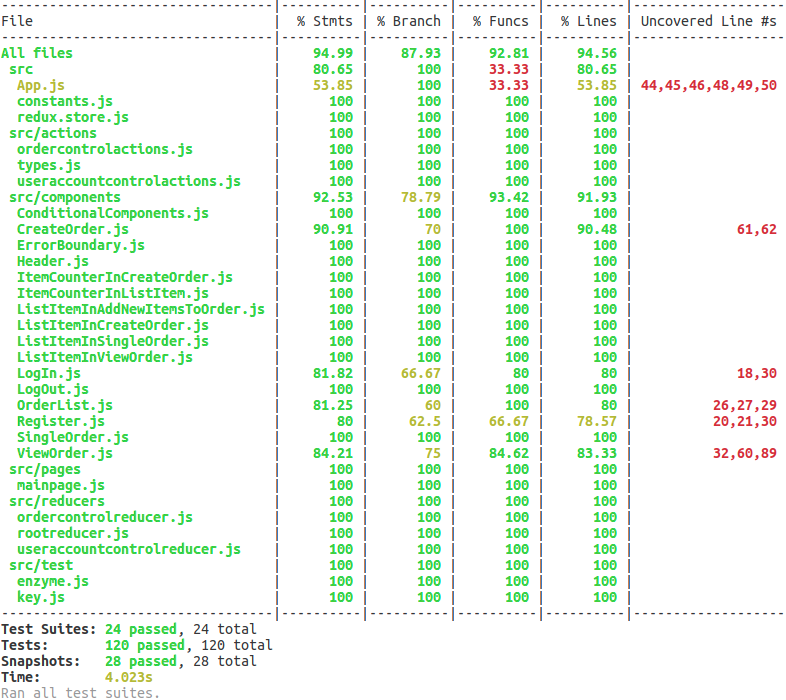 ----------------------------------|----------|----------|----------|----------|-------------------|
File                              |  % Stmts | % Branch |  % Funcs |  % Lines | Uncovered Line #s
----------------------------------|----------|----------|----------|----------|-------------------|
All files                         |    94.99 |    87.93 |    92.81 |    94.56 |
 src                              |    80.65 |      100 |    33.33 |    80.65 |
  App.js                          |    53.85 |      100 |    33.33 |    53.85 | 44,45,46,48,49,50
  constants.js                    |      100 |      100 |      100 |      100 |
  redux.store.js                  |      100 |      100 |      100 |      100 |
 src/actions                      |      100 |      100 |      100 |      100 |
  ordercontrolactions.js          |      100 |      100 |      100 |      100 |
  types.js                        |      100 |      100 |      100 |      100 |
  useraccountcontrolactions.js    |      100 |      100 |      100 |      100 |
 src/components                   |    92.53 |    78.79 |    93.42 |    91.93 |
  ConditionalComponents.js        |      100 |      100 |      100 |      100 |
  CreateOrder.js                  |    90.91 |       70 |      100 |    90.48 |             61,62
  ErrorBoundary.js                |      100 |      100 |      100 |      100 |
  Header.js                       |      100 |      100 |      100 |      100 |
  ItemCounterInCreateOrder.js     |      100 |      100 |      100 |      100 |
  ItemCounterInListItem.js        |      100 |      100 |      100 |      100 |
  ListItemInAddNewItemsToOrder.js |      100 |      100 |      100 |      100 |
  ListItemInCreateOrder.js        |      100 |      100 |      100 |      100 |
  ListItemInSingleOrder.js        |      100 |      100 |      100 |      100 |
  ListItemInViewOrder.js          |      100 |      100 |      100 |      100 |
  LogIn.js                        |    81.82 |    66.67 |       80 |       80 |             18,30
  LogOut.js                       |      100 |      100 |      100 |      100 |
  OrderList.js                    |    81.25 |       60 |      100 |       80 |          26,27,29
  Register.js                     |       80 |     62.5 |    66.67 |    78.57 |          20,21,30
  SingleOrder.js                  |      100 |      100 |      100 |      100 |
  ViewOrder.js                    |    84.21 |       75 |    84.62 |    83.33 |          32,60,89
 src/pages                        |      100 |      100 |      100 |      100 |
  mainpage.js                     |      100 |      100 |      100 |      100 |
 src/reducers                     |      100 |      100 |      100 |      100 |
  ordercontrolreducer.js          |      100 |      100 |      100 |      100 |
  rootreducer.js                  |      100 |      100 |      100 |      100 |
  useraccountcontrolreducer.js    |      100 |      100 |      100 |      100 |
 src/test                         |      100 |      100 |      100 |      100 |
  enzyme.js                       |      100 |      100 |      100 |      100 |
  key.js                          |      100 |      100 |      100 |      100 |
----------------------------------|----------|----------|----------|----------|-------------------|
Test Suites: 24 passed, 24 total
Tests:       120 passed, 120 total
Snapshots:   28 passed, 28 total
Time:        4.023s
Ran all test suites.